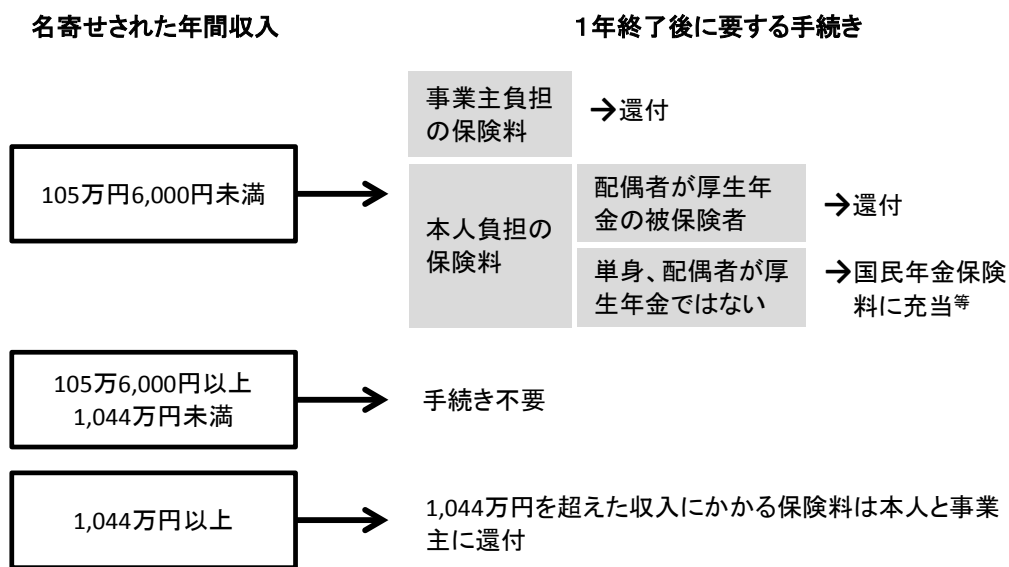 名寄せされた年間収入
1年終了後に要する手続き
事業主負担
の保険料
→還付
105万円6,000円未満
本人負担の
保険料
配偶者が厚生年
金の被保険者
→還付
単身、配偶者が厚
生年金ではない
→国民年金保険
料に充当等
105万6,000円以上
1,044万円未満
手続き不要
1,044万円以上
1,044万円を超えた収入にかかる保険料は本人と事業
主に還付